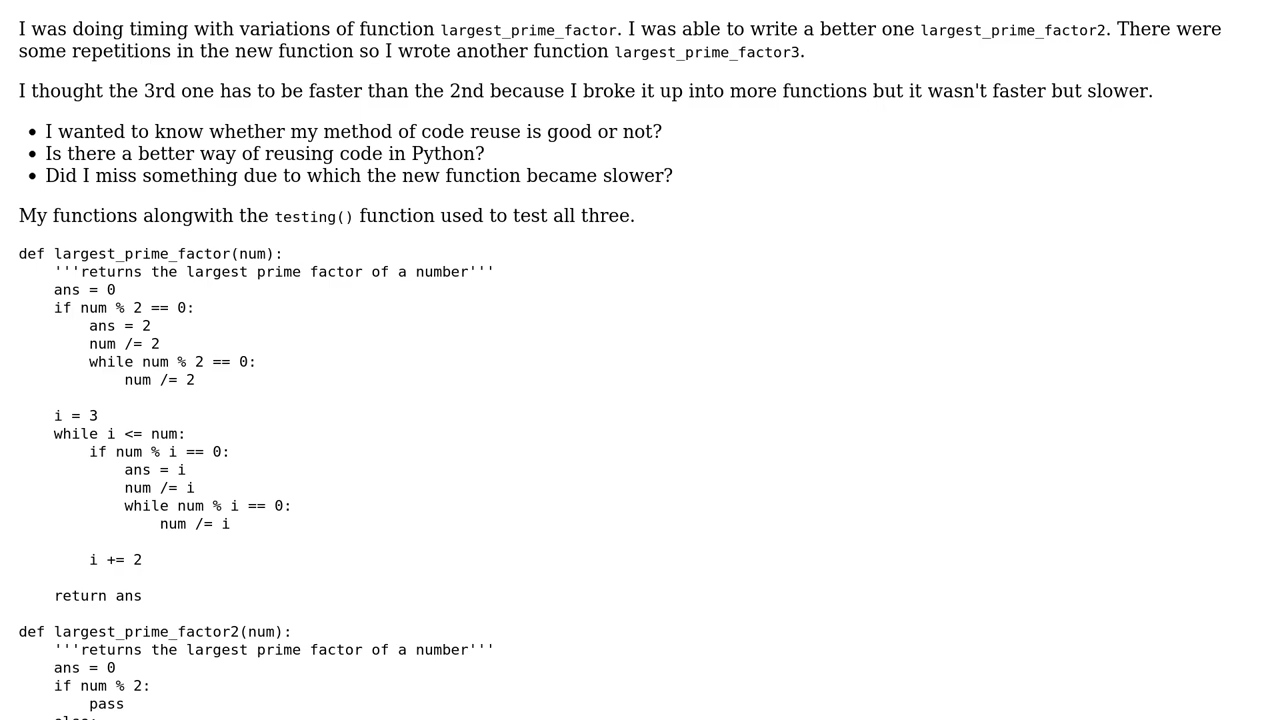 I was doing timing with variations of function largest_prime_factor. I was able to write a better one largest_prime_factor2. There were
some repetitions in the new function so I wrote another function largest_prime_factor3.
I thought the 3rd one has to be faster than the 2nd because I broke it up into more functions but it wasn't faster but slower.
• I wanted to know whether my method of code reuse is good or not?
• Is there a better way of reusing code in Python?
• Did I miss something due to which the new function became slower?
My functions alongwith the testing() function used to test all three.
def largest_prime_factor(num):
    '''returns the largest prime factor of a number'''
    ans = 0
    if num % 2 == 0:
        ans = 2
        num /= 2
        while num % 2 == 0:
            num /= 2
    i = 3
    while i <= num:
        if num % i == 0:
            ans = i
            num /= i
            while num % i == 0:
                num /= i
        i += 2
    return ans
def largest_prime_factor2(num):
    '''returns the largest prime factor of a number'''
    ans = 0
    if num % 2:
        pass